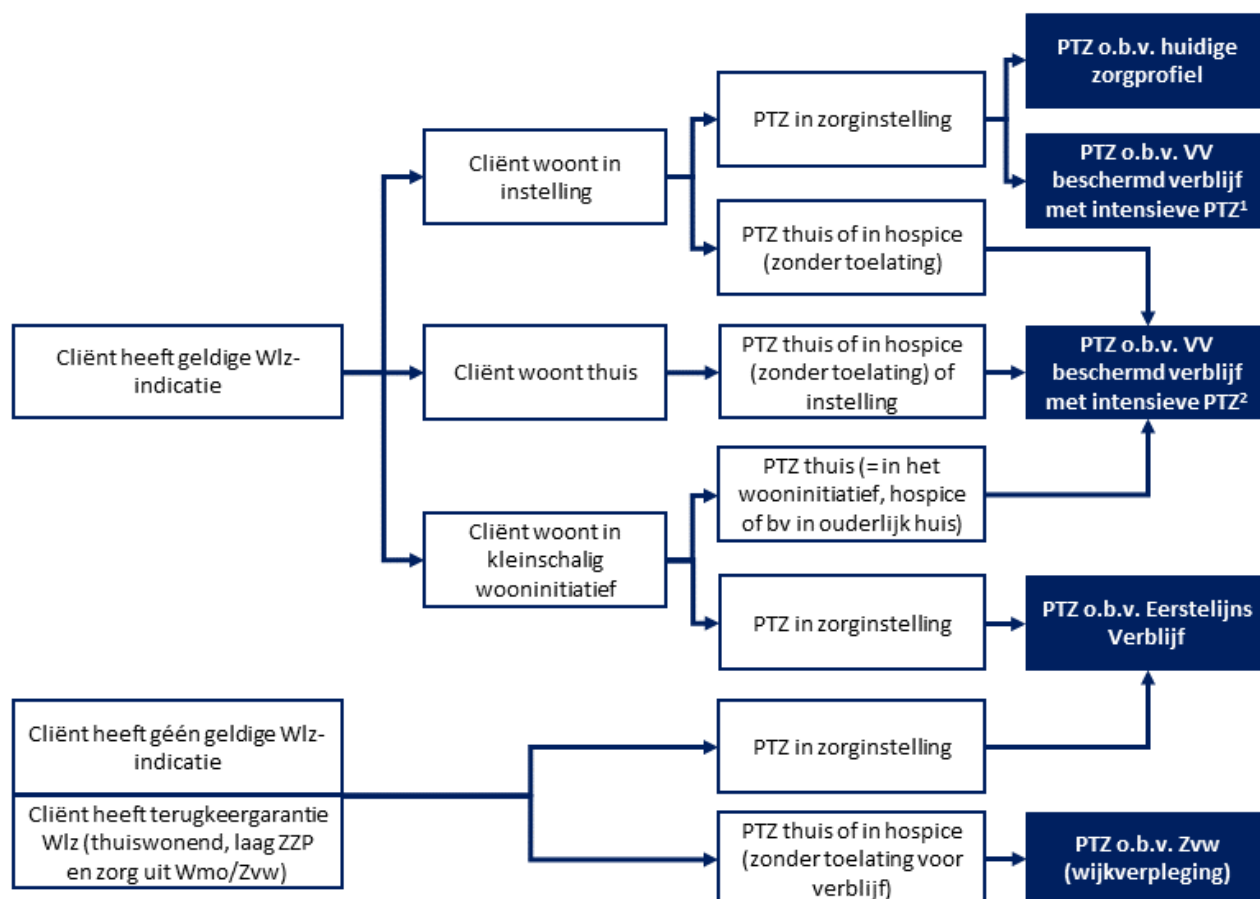 PTZ o.b.v. huidige
zorgprofiel
PTZ in zorginstelling
Cliënt woont in
instelling
PTZ o.b.v. VV
beschermd verblijf
met intensieve PTZ¹
PTZ thuis of in hospice
(zonder toelating)
Cliënt heeft geldige Wlz-
indicatie
Cliënt woont thuis
PTZ thuis of in hospice
(zonder toelating) of
instelling
PTZ o.b.v. VV
beschermd verblijf
met intensieve PTZ²
Cliënt woont in
kleinschalig
wooninitiatief
PTZ thuis (= in het
wooninitiatief, hospice
of bv in ouderlijk huis)
PTZ in zorginstelling
PTZ o.b.v. Eerstelijns
Verblijf
Cliënt heeft géén geldige Wlz-
indicatie
PTZ in zorginstelling
Cliënt heeft terugkeergarantie
Wlz (thuiswonend, laag ZZP
en zorg uit Wmo/Zvw)
PTZ thuis of in hospice
(zonder toelating voor
verblijf)
PTZ o.b.v. Zvw
(wijkverpleging)